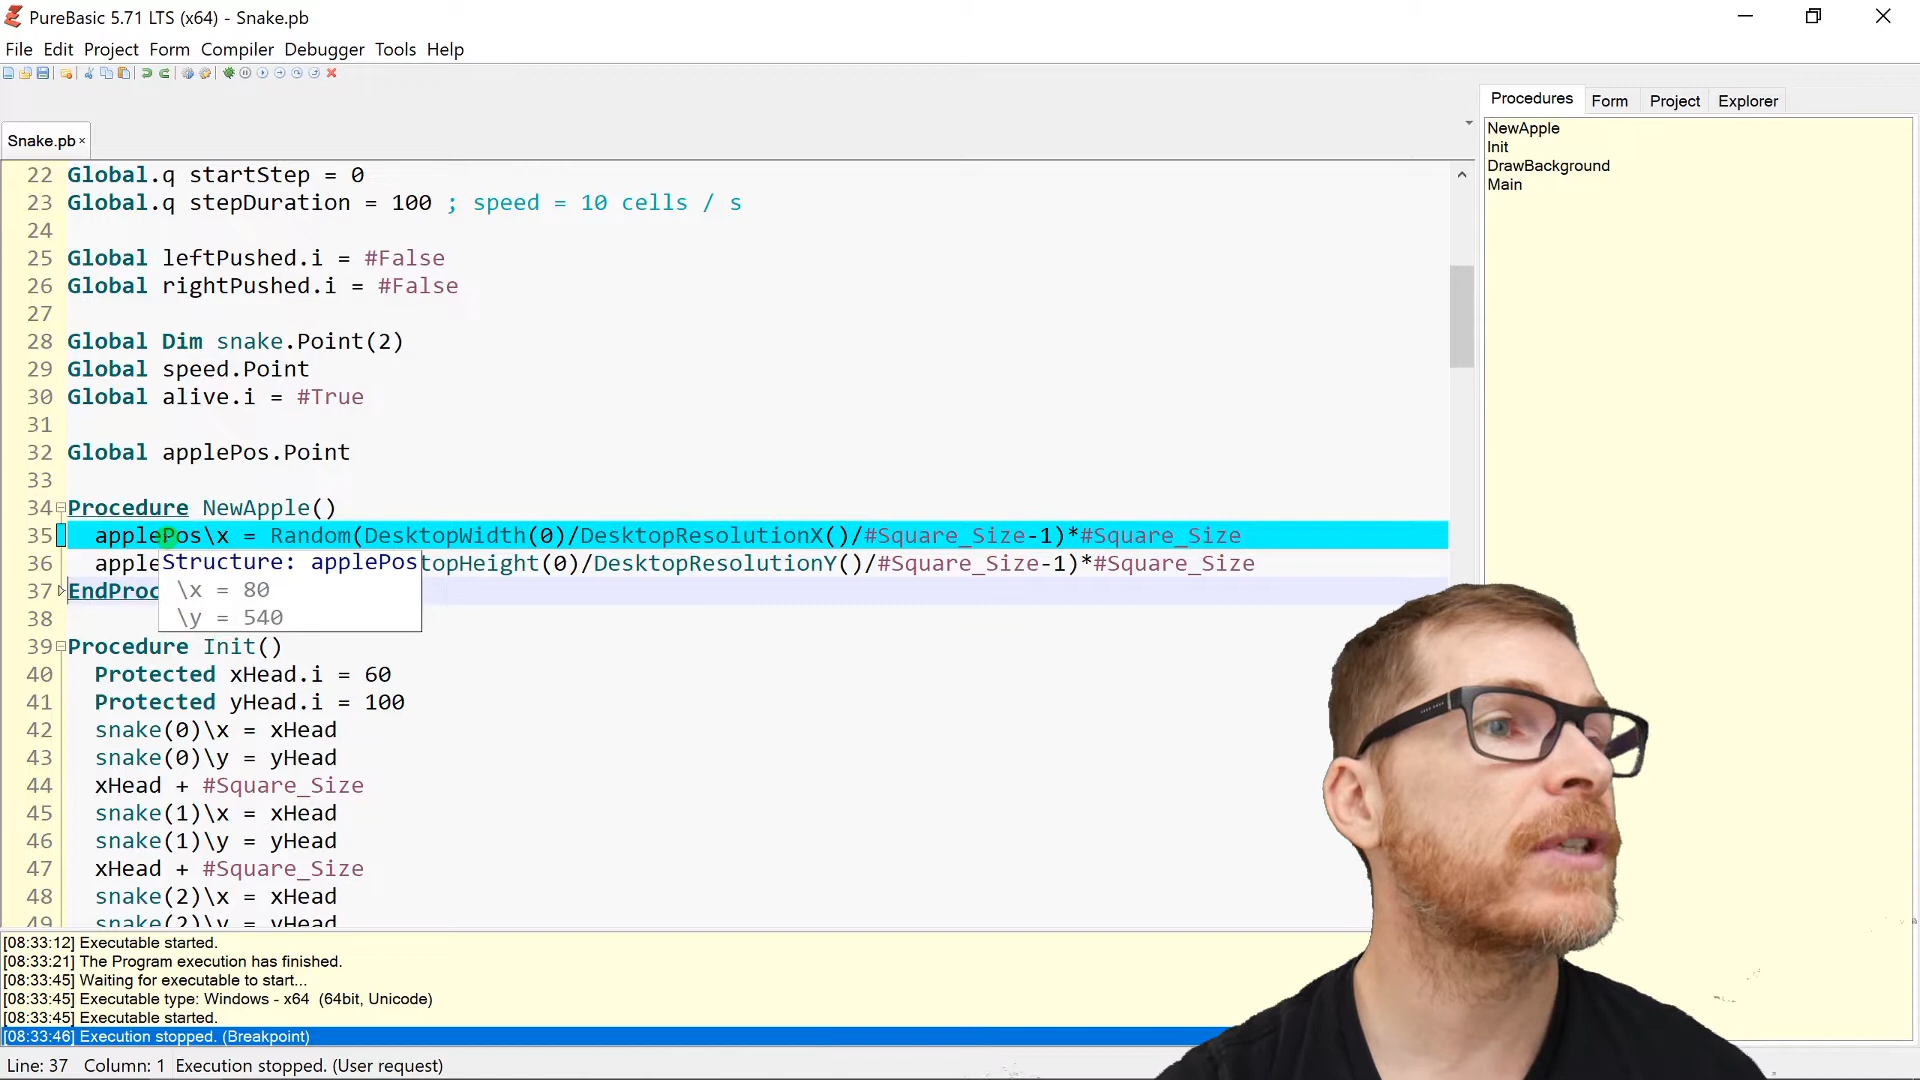 PureBasic 5.71 LTS (x64) - Snake.pb
File Edit Project Form Compiler Debugger Tools Help
Procedures Form Project Explorer
Snake.pb
NewApple
Init
DrawBackground
Main
22 Global.q startStep = 0
23 Global.q stepDuration = 100 ; speed = 10 cells / s
24
25 Global leftPushed.i = #False
26 Global rightPushed.i = #False
27
28 Global Dim snake.Point(2)
29 Global speed.Point
30 Global alive.i = #True
31
32 Global applePos.Point
33
34 Procedure NewApple()
35 applePos\x = Random(DesktopWidth(0)/DesktopResolutionX()/#Square_Size-1)*#Square_Size
36 apple topHeight(0)/DesktopResolutionY()/#Square_Size-1)*#Square_Size
Structure: applePos
\x = 80
\y = 540
37 EndProc
38
39 Procedure Init()
40 Protected xHead.i = 60
41 Protected yHead.i = 100
42 snake(0)\x = xHead
43 snake(0)\y = yHead
44 xHead + #Square_Size
45 snake(1)\x = xHead
46 snake(1)\y = yHead
47 xHead + #Square_Size
48 snake(2)\x = xHead
49 snake(2)\y = yHead
[08:33:12] Executable started.
[08:33:21] The Program execution has finished.
[08:33:45] Waiting for executable to start...
[08:33:45] Executable type: Windows - x64 (64bit, Unicode)
[08:33:45] Executable started.
[08:33:46] Execution stopped. (Breakpoint)
Line: 37 Column: 1 Execution stopped. (User request)